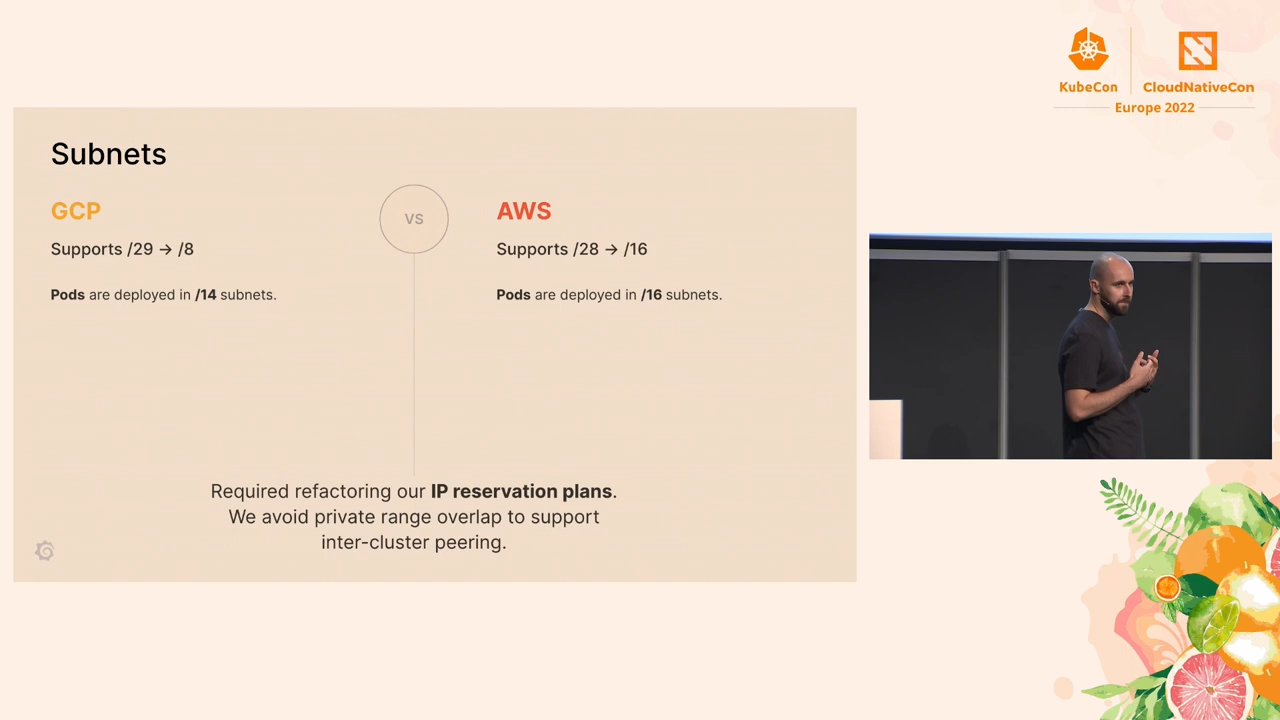 KubeCon
CloudNativeCon
Europe 2022
Subnets
GCP
VS
AWS
Supports /29 → /8
Supports /28 → /16
Pods are deployed in /14 subnets.
Pods are deployed in /16 subnets.
Required refactoring our IP reservation plans.
We avoid private range overlap to support
inter-cluster peering.